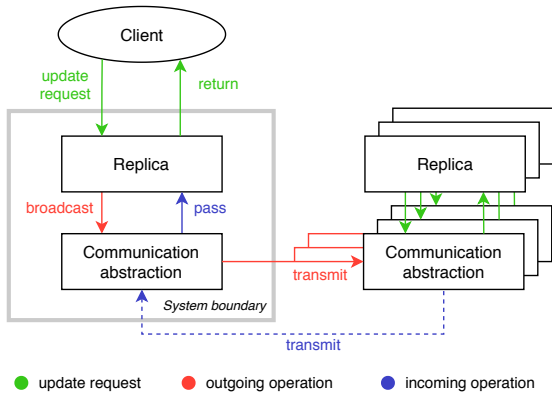 Client
update
request
return
Replica
Replica
broadcast
pass
Communication
abstraction
transmit
Communication
abstraction
System boundary
transmit
update request
outgoing operation
incoming operation